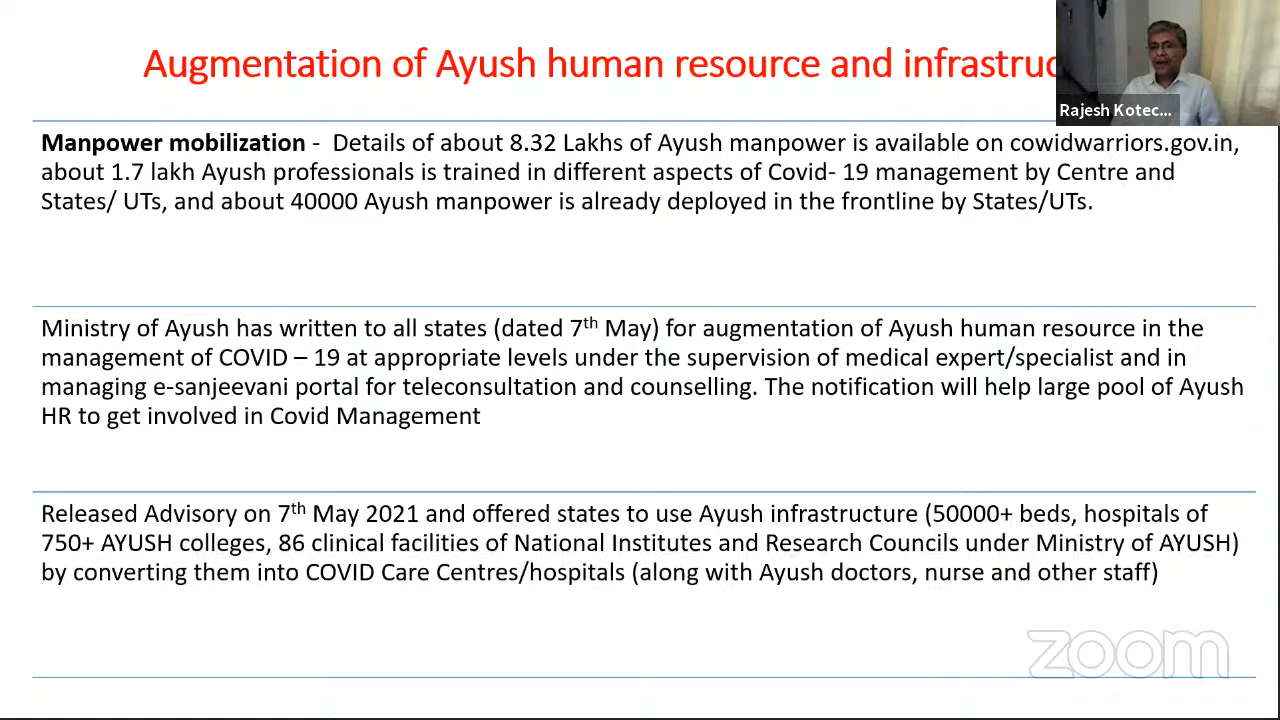 Augmentation of Ayush human resource and infrastruc
Rajesh Kotec...
Manpower mobilization - Details of about 8.32 Lakhs of Ayush manpower is available on cowidwarriors.gov.in,
about 1.7 lakh Ayush professionals is trained in different aspects of Covid- 19 management by Centre and
States/ UTs, and about 40000 Ayush manpower is already deployed in the frontline by States/UTs.
Ministry of Ayush has written to all states (dated 7th May) for augmentation of Ayush human resource in the
management of COVID – 19 at appropriate levels under the supervision of medical expert/specialist and in
managing e-sanjeevani portal for teleconsultation and counselling. The notification will help large pool of Ayush
HR to get involved in Covid Management
Released Advisory on 7th May 2021 and offered states to use Ayush infrastructure (50000+ beds, hospitals of
750+ AYUSH colleges, 86 clinical facilities of National Institutes and Research Councils under Ministry of AYUSH)
by converting them into COVID Care Centres/hospitals (along with Ayush doctors, nurse and other staff)
zoom